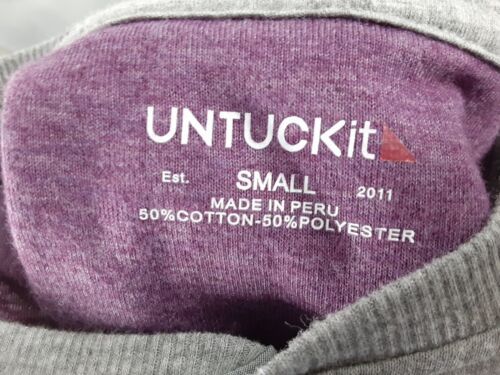 UNTUCKit
Est. SMALL 2011
MADE IN PERU
50%COTTON-50%POLYESTER